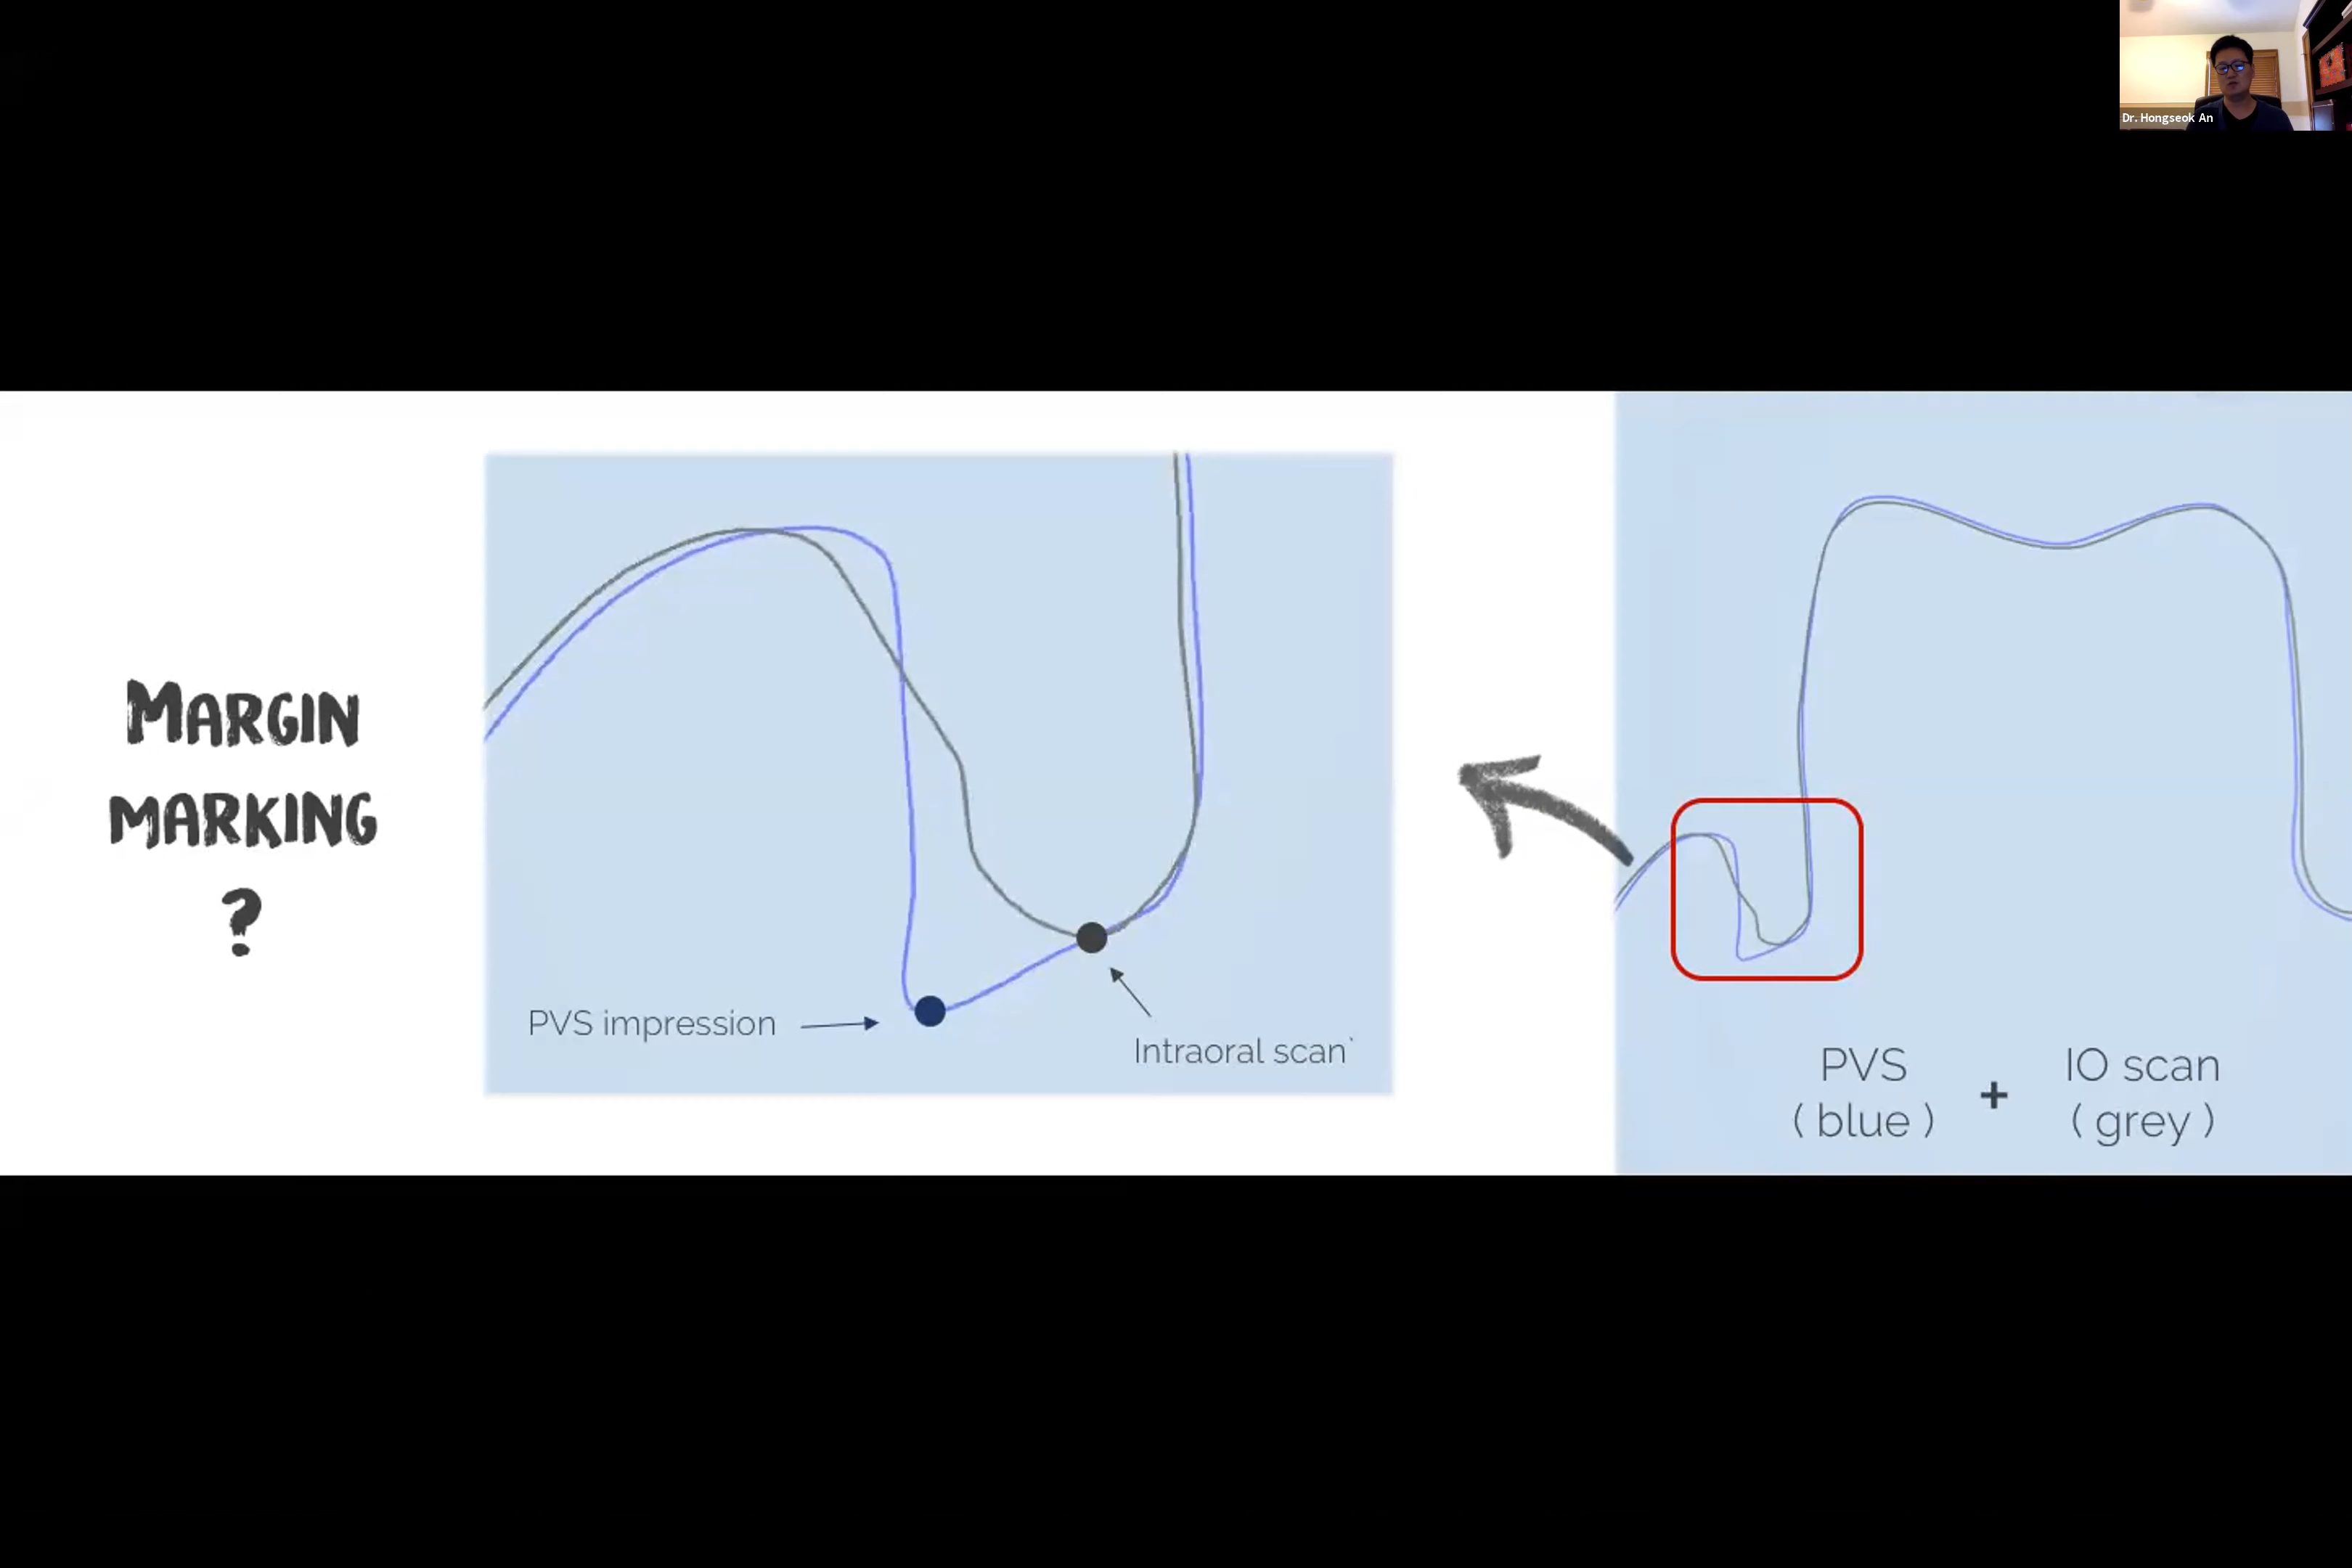 Dr. Hongseok An
MARGIN
MARKING
?
PVS impression
Intraoral scan`
PVS
( blue )
+
IO scan
( grey )